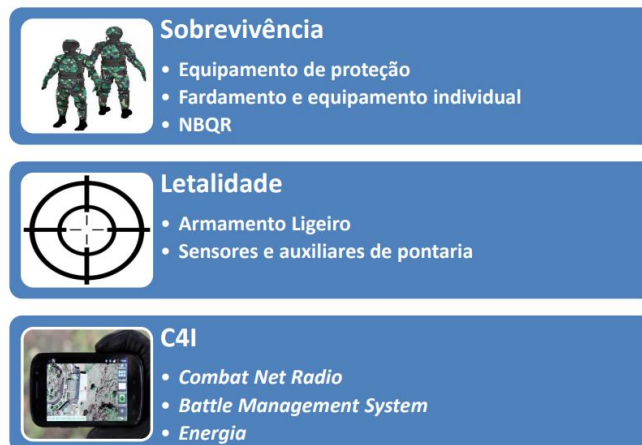 Sobrevivência
• Equipamento de proteção
• Fardamento e equipamento individual
• NBQR
Letalidade
• Armamento Ligeiro
• Sensores e auxiliares de pontaria
C4I
• Combat Net Radio
• Battle Management System
• Energia